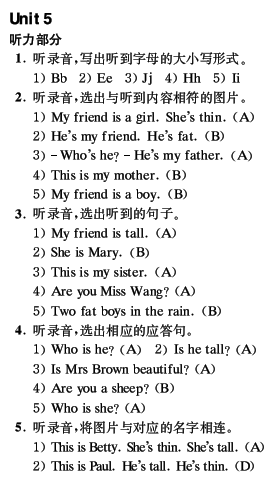 Unit 5
听力部分
1. 听录音,写出听到字母的大小写形式。
1) Bb 2) Ee 3) Jj 4) Hh 5) Ii
2. 听录音,选出与听到内容相符的图片。
1) My friend is a girl. She's thin. (A)
2) He's my friend. He's fat. (B)
3) –Who's he? –He's my father. (A)
4) This is my mother. (B)
5) My friend is a boy. (B)
3. 听录音,选出听到的句子。
1) My friend is tall. (A)
2) She is Mary. (B)
3) This is my sister. (A)
4) Are you Miss Wang? (A)
5) Two fat boys in the rain. (B)
4. 听录音,选出相应的应答句。
1) Who is he? (A) 2) Is he tall? (A)
3) Is Mrs Brown beautiful? (A)
4) Are you a sheep? (B)
5) Who is she? (A)
5. 听录音,将图片与对应的名字相连。
1) This is Betty. She's thin. She's tall. (A)
2) This is Paul. He's tall. He's thin. (D)